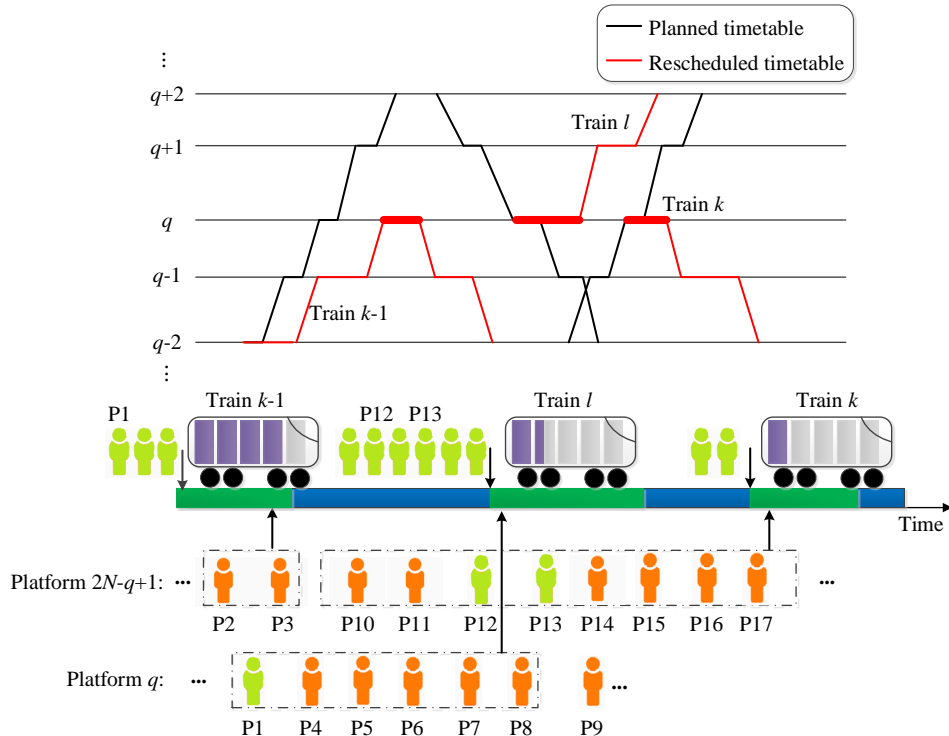 Planned timetable
Rescheduled timetable
⋮
q+2
Train l
q+1
Train k
q
q-1
Train k-1
q-2
⋮
P1 Train k-1 P12 P13 Train l Train k
Time
Platform 2N-q+1: ••• •••
P2 P3 P10 P11 P12 P13 P14 P15 P16 P17
Platform q: ••• •••
P1 P4 P5 P6 P7 P8 P9